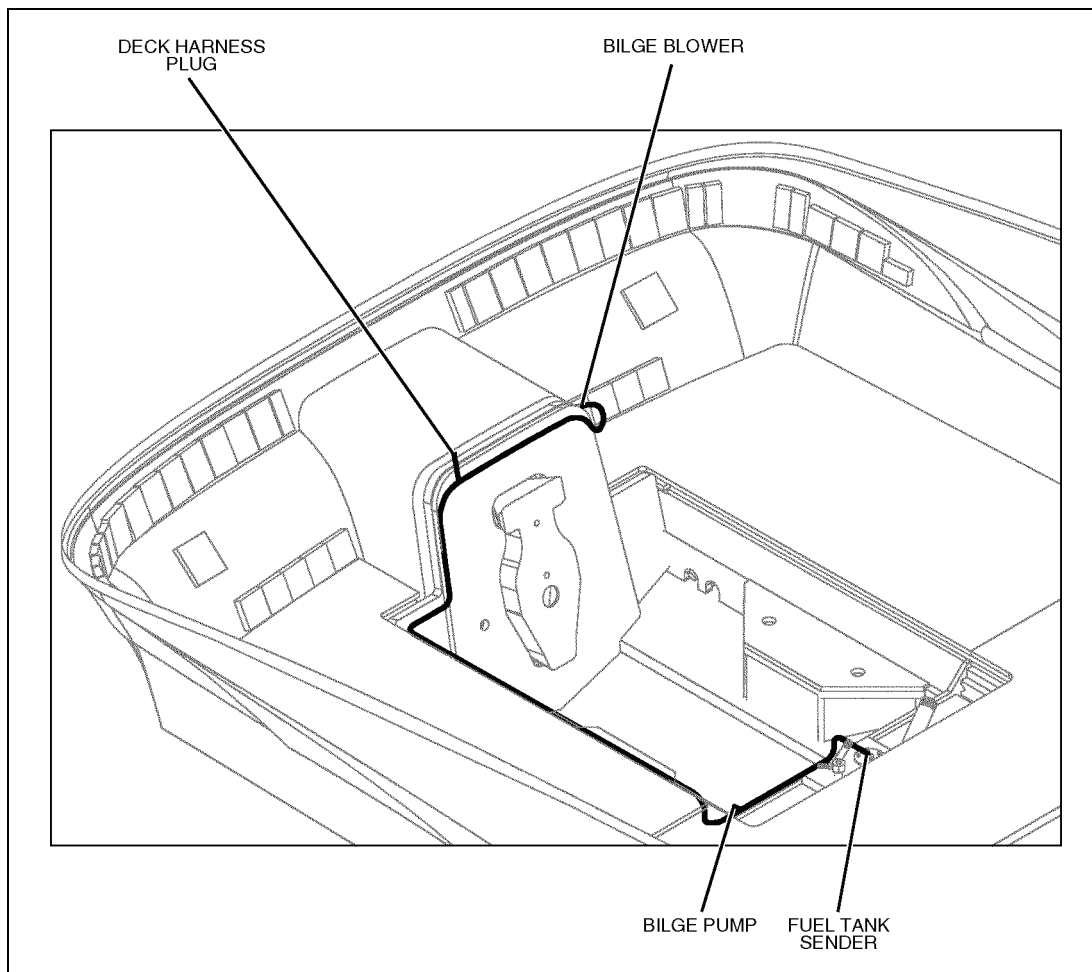 DECK HARNESS
PLUG
BILGE BLOWER
BILGE PUMP
FUEL TANK
SENDER